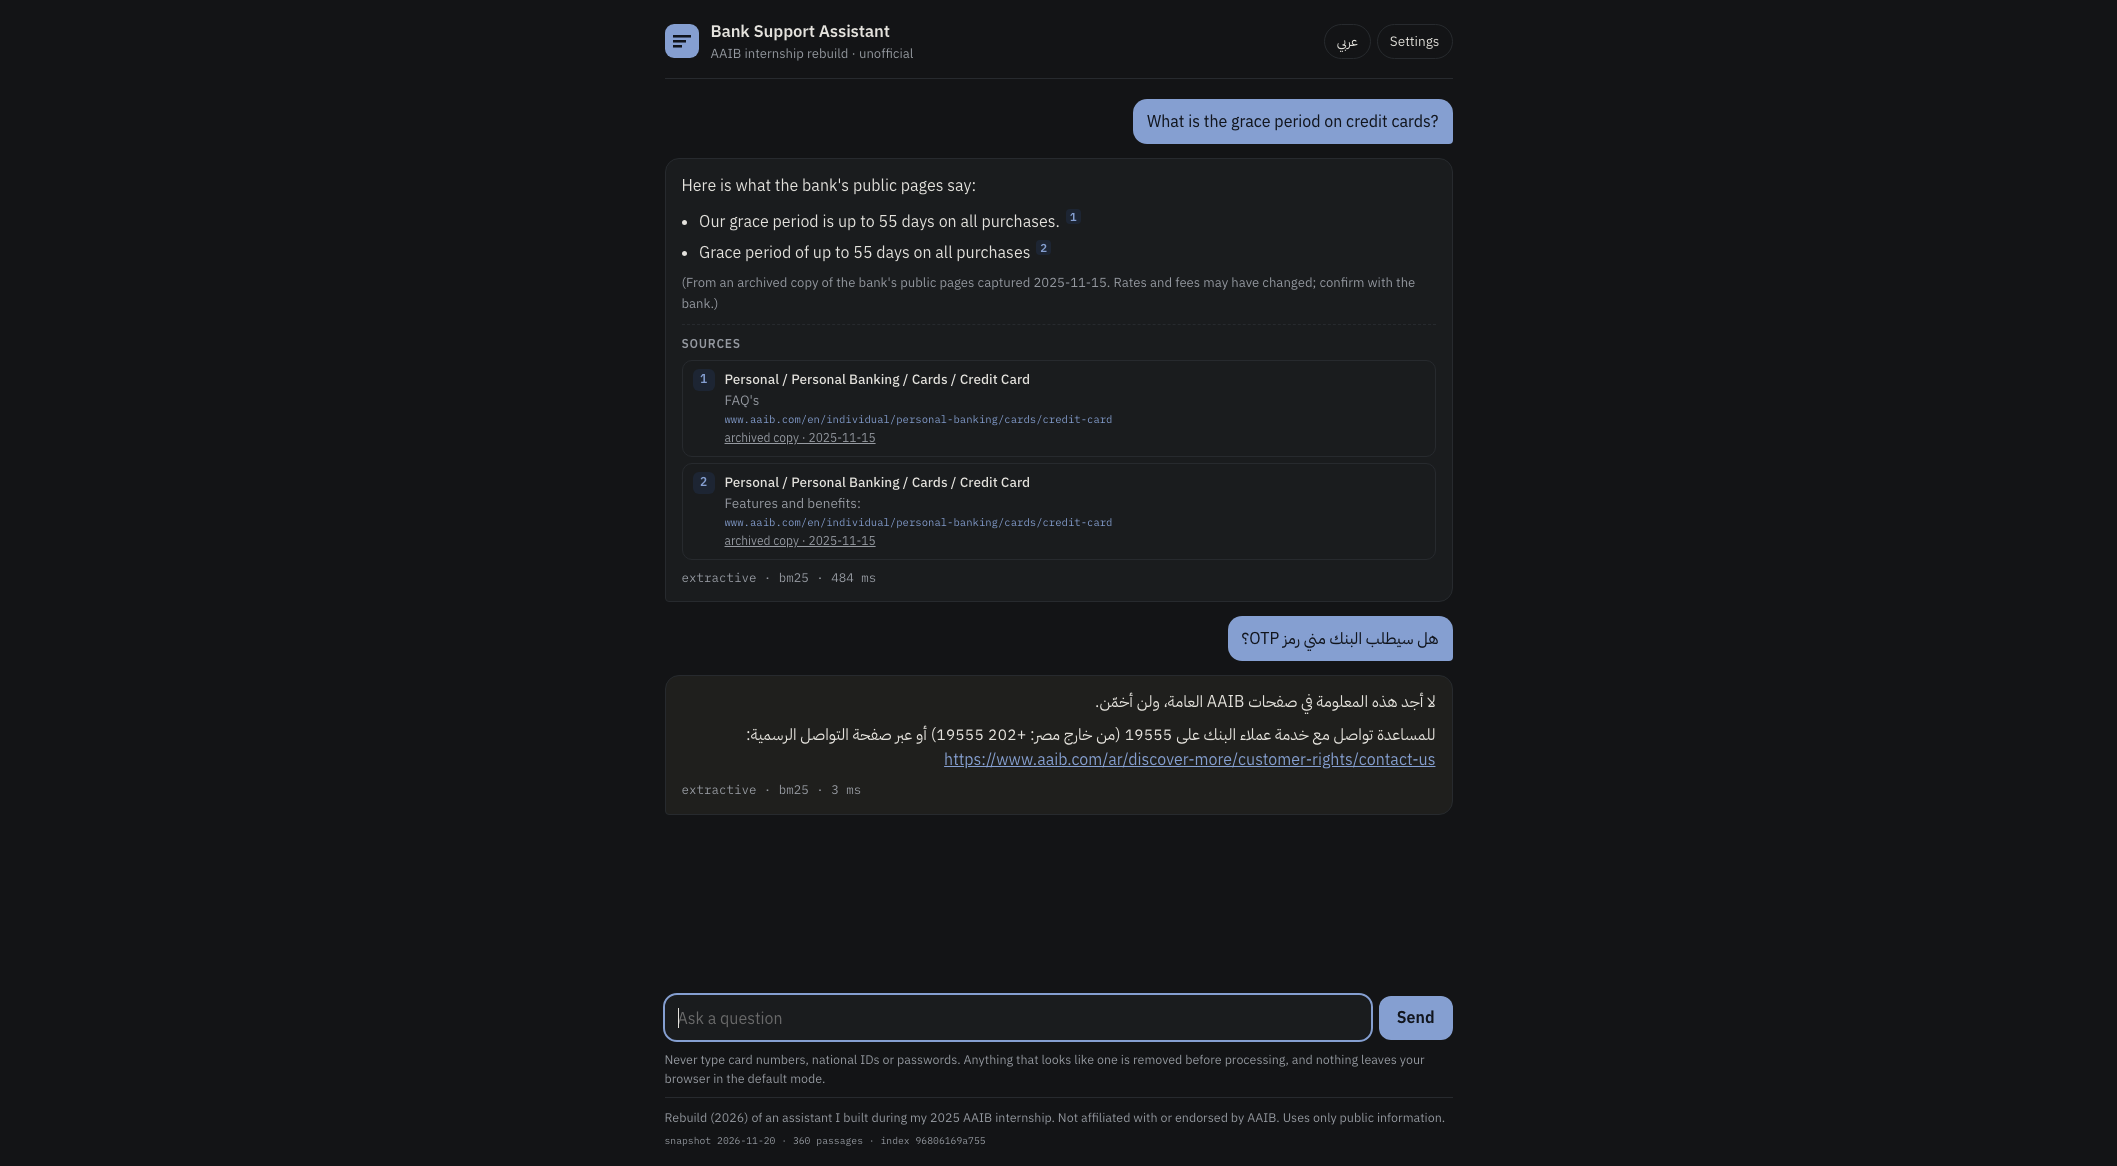 Bank Support Assistant
AAIB internship rebuild · unofficial
عربي
Settings
What is the grace period on credit cards?
Here is what the bank's public pages say:
• Our grace period is up to 55 days on all purchases. 1
• Grace period of up to 55 days on all purchases 2
(From an archived copy of the bank's public pages captured 2025-11-15. Rates and fees may have changed; confirm with the
bank.)
SOURCES
1 Personal / Personal Banking / Cards / Credit Card
FAQ's
www.aaib.com/en/individual/personal-banking/cards/credit-card
archived copy · 2025-11-15
2 Personal / Personal Banking / Cards / Credit Card
Features and benefits:
www.aaib.com/en/individual/personal-banking/cards/credit-card
archived copy · 2025-11-15
extractive · bm25 · 484 ms
هل سيطلب البنك مني رمز OTP؟
لا أجد هذه المعلومة في صفحات AAIB العامة، ولن أخمّن.
للمساعدة تواصل مع خدمة عملاء البنك على 19555 (من خارج مصر: +202 19555) أو عبر صفحة التواصل الرسمية:
https://www.aaib.com/ar/discover-more/customer-rights/contact-us
extractive · bm25 · 3 ms
Ask a question
Send
Never type card numbers, national IDs or passwords. Anything that looks like one is removed before processing, and nothing leaves your
browser in the default mode.
Rebuild (2026) of an assistant I built during my 2025 AAIB internship. Not affiliated with or endorsed by AAIB. Uses only public information.
snapshot 2026-11-20 · 360 passages · index 96806169a755